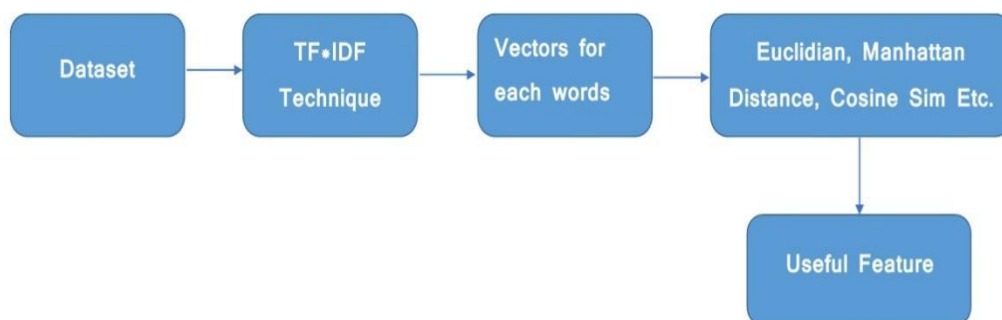 Dataset
TF*IDF
Technique
Vectors for
each words
Euclidian, Manhattan
Distance, Cosine Sim Etc.
Useful Feature